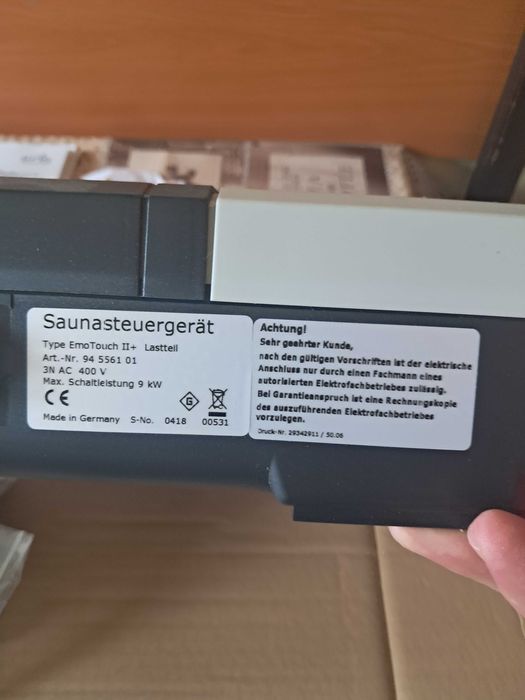 Saunasteuergerät
Type EmoTouch II+ Lastteil
Art.-Nr. 94 5561 01
3N AC 400 V
Max. Schaltleistung 9 kW
CE
G
Made in Germany S-No. 0418 00531
Achtung!
Sehr geehrter Kunde,
nach den gültigen Vorschriften ist der elektrische
Anschluss nur durch einen Fachmann eines
autorisierten Elektrofachbetriebes zulässig.
Bei Garantieanspruch ist eine Rechnungskopie
des auszuführenden Elektrofachbetriebes
vorzulegen.
Druck-Nr. 29342911 / 50.06